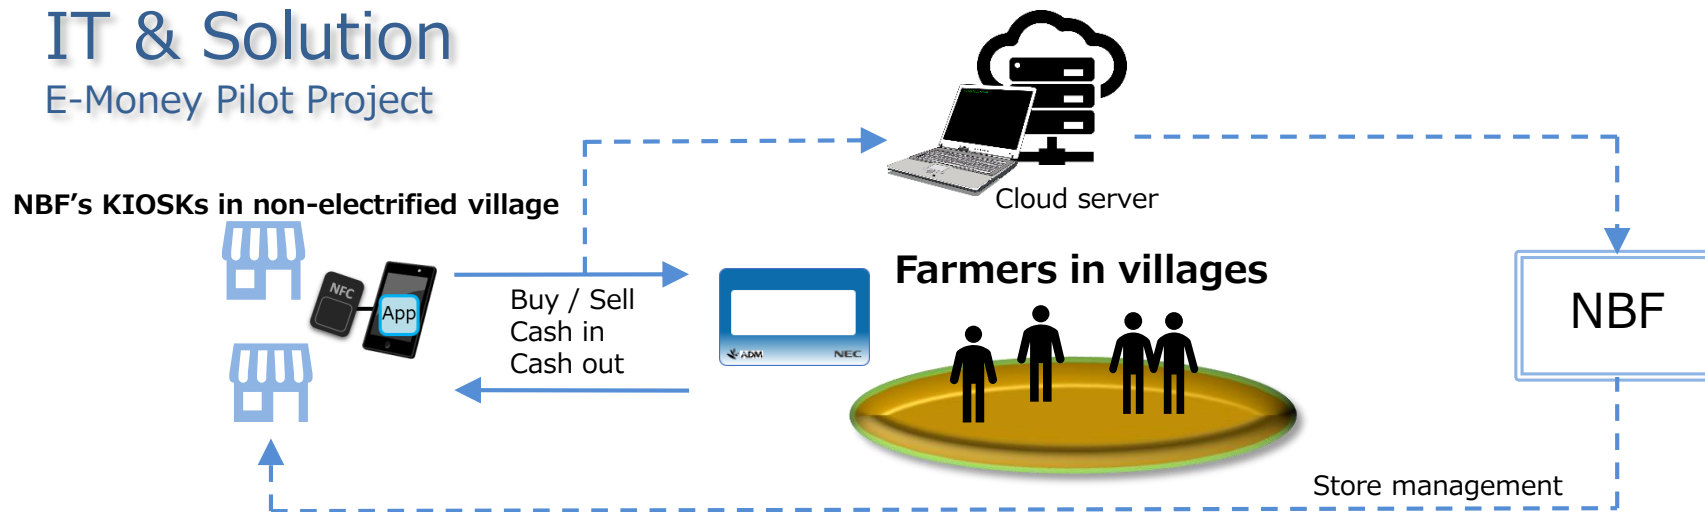 IT & Solution
E-Money Pilot Project
Cloud server
NBF’s KIOSKs in non-electrified village
NFC
App
Buy / Sell
Cash in
Cash out
ADM
NEC
Farmers in villages
NBF
Store management